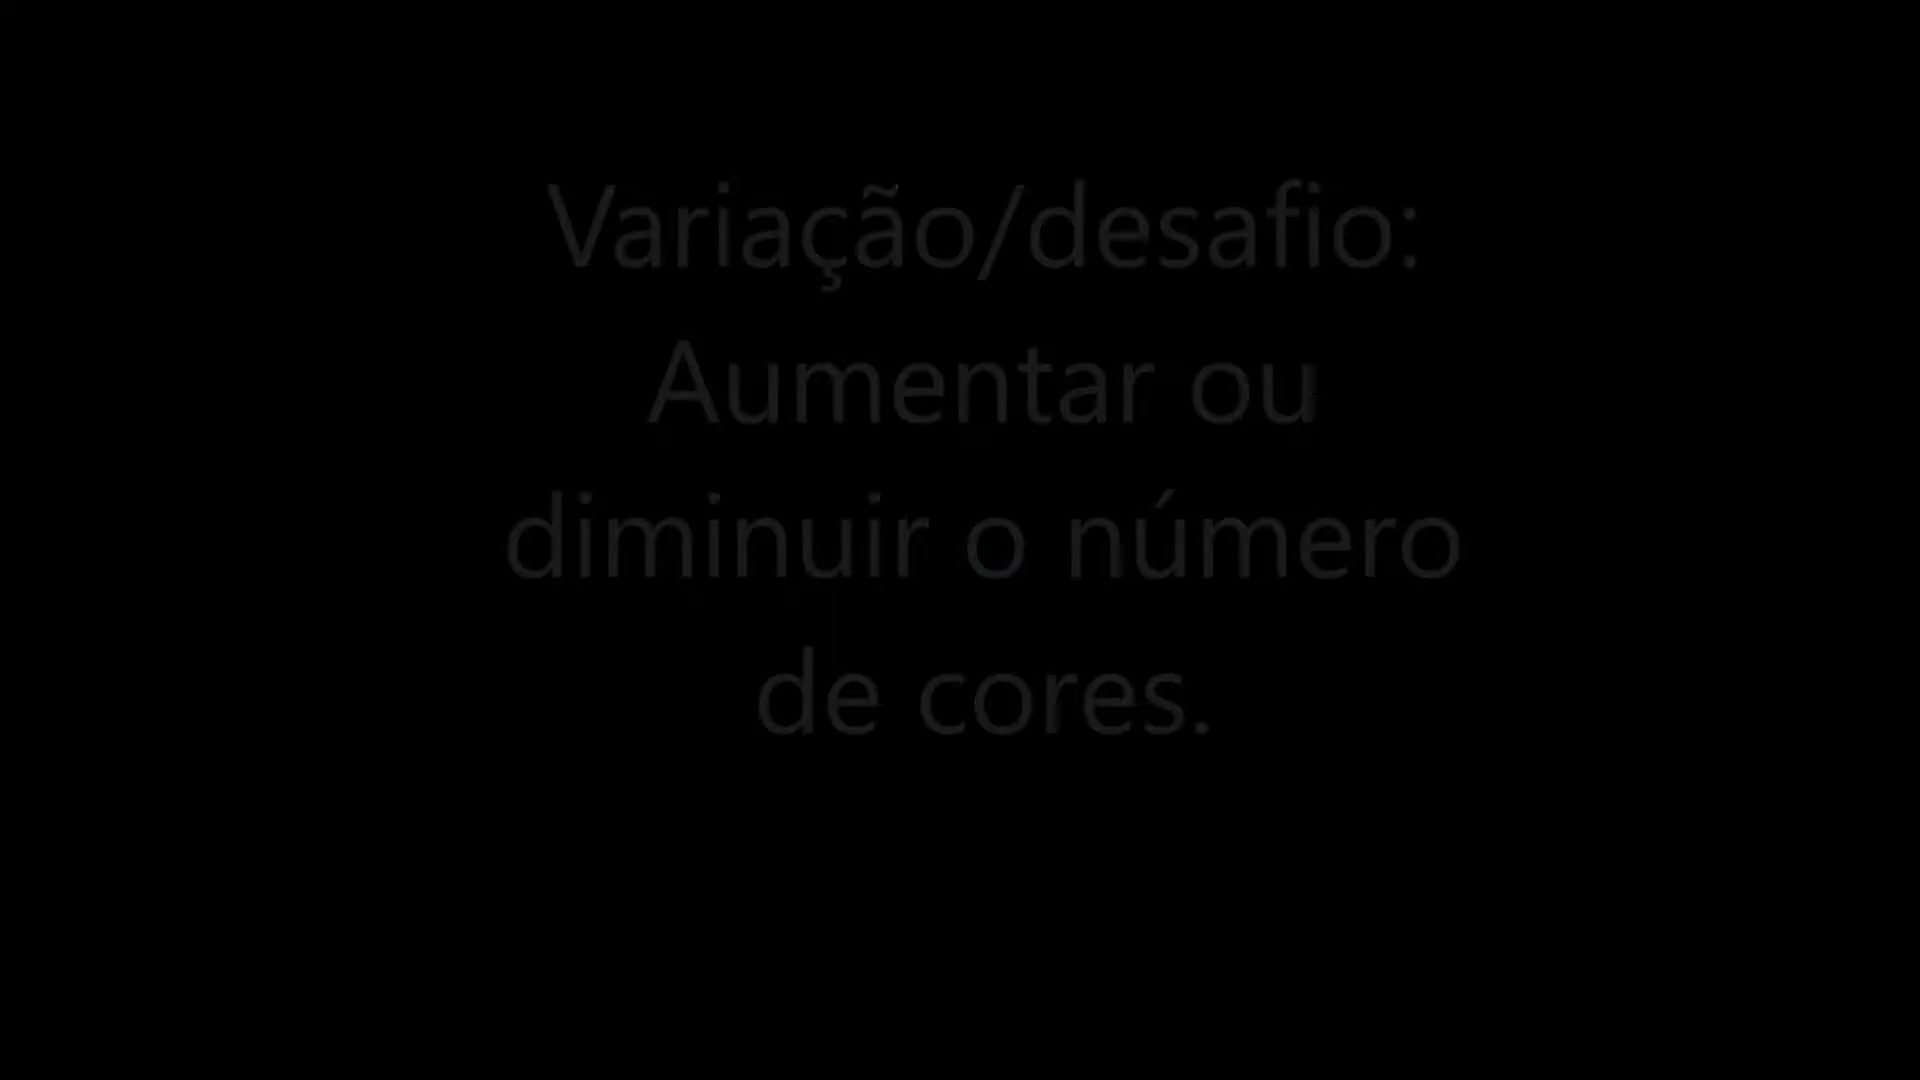 Variação/desafio:
Aumentar ou
diminuir o número
de cores.